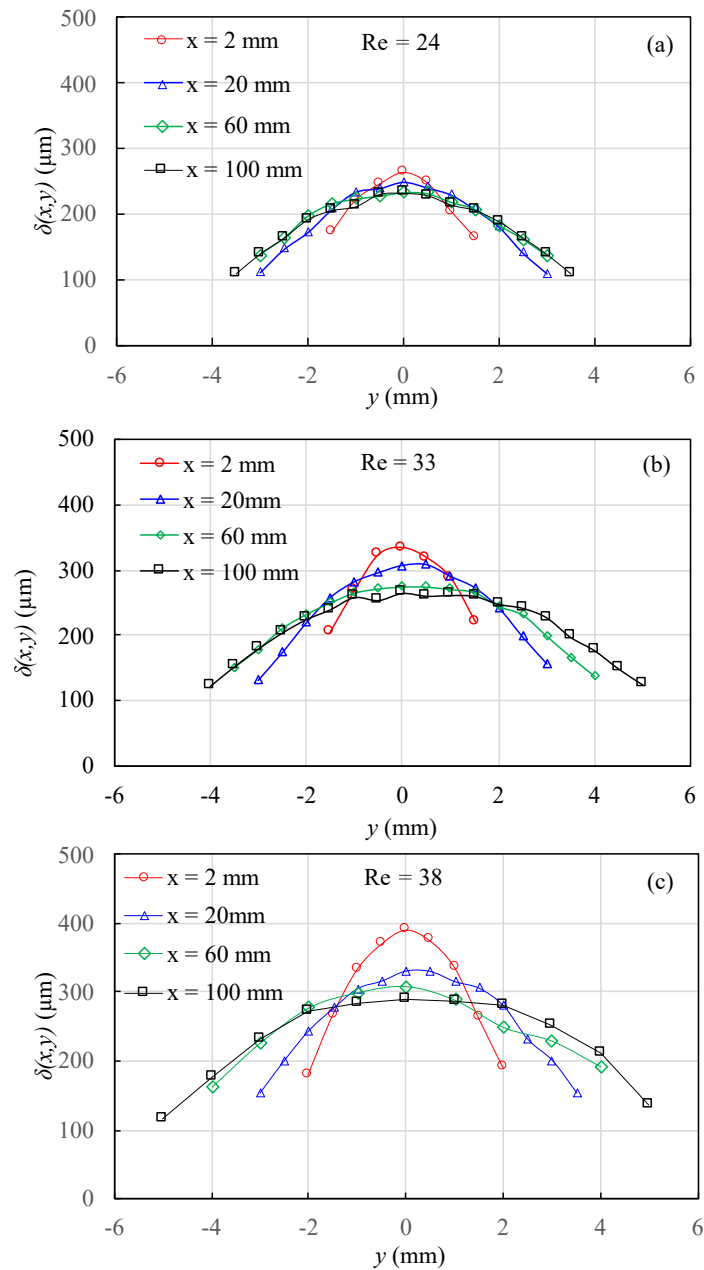 500
400
300
200
100
0
δ(x,y) (μm)
x = 2 mm
x = 20 mm
x = 60 mm
x = 100 mm
Re = 24
(a)
-6 -4 -2 0 2 4 6
y (mm)
500
400
300
200
100
0
δ(x,y) (μm)
x = 2 mm
x = 20mm
x = 60 mm
x = 100 mm
Re = 33
(b)
-6 -4 -2 0 2 4 6
y (mm)
500
400
300
200
100
0
δ(x,y) (μm)
x = 2 mm
x = 20mm
x = 60 mm
x = 100 mm
Re = 38
(c)
-6 -4 -2 0 2 4 6
y (mm)